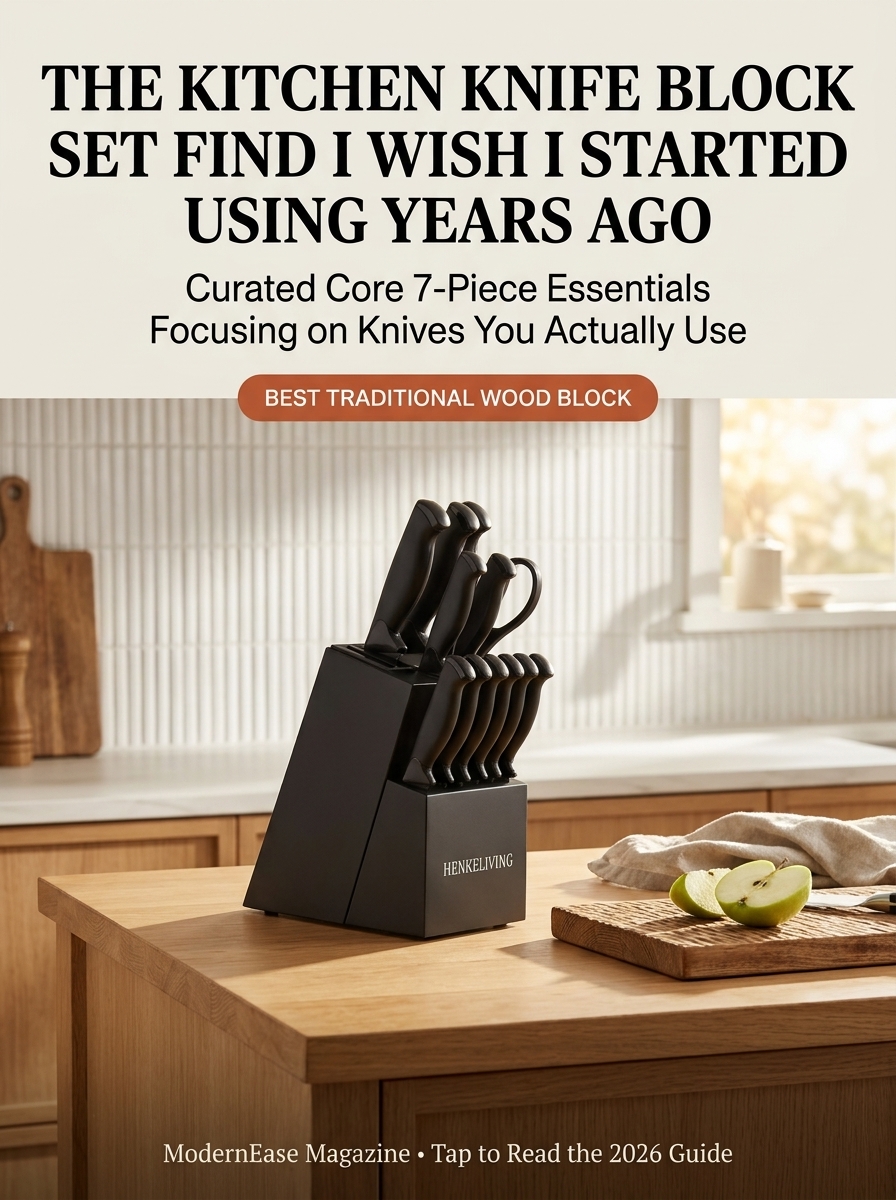 THE KITCHEN KNIFE BLOCK
SET FIND I WISH I STARTED
USING YEARS AGO
Curated Core 7-Piece Essentials
Focusing on Knives You Actually Use
BEST TRADITIONAL WOOD BLOCK
HENKELIVING
ModernEase Magazine • Tap to Read the 2026 Guide